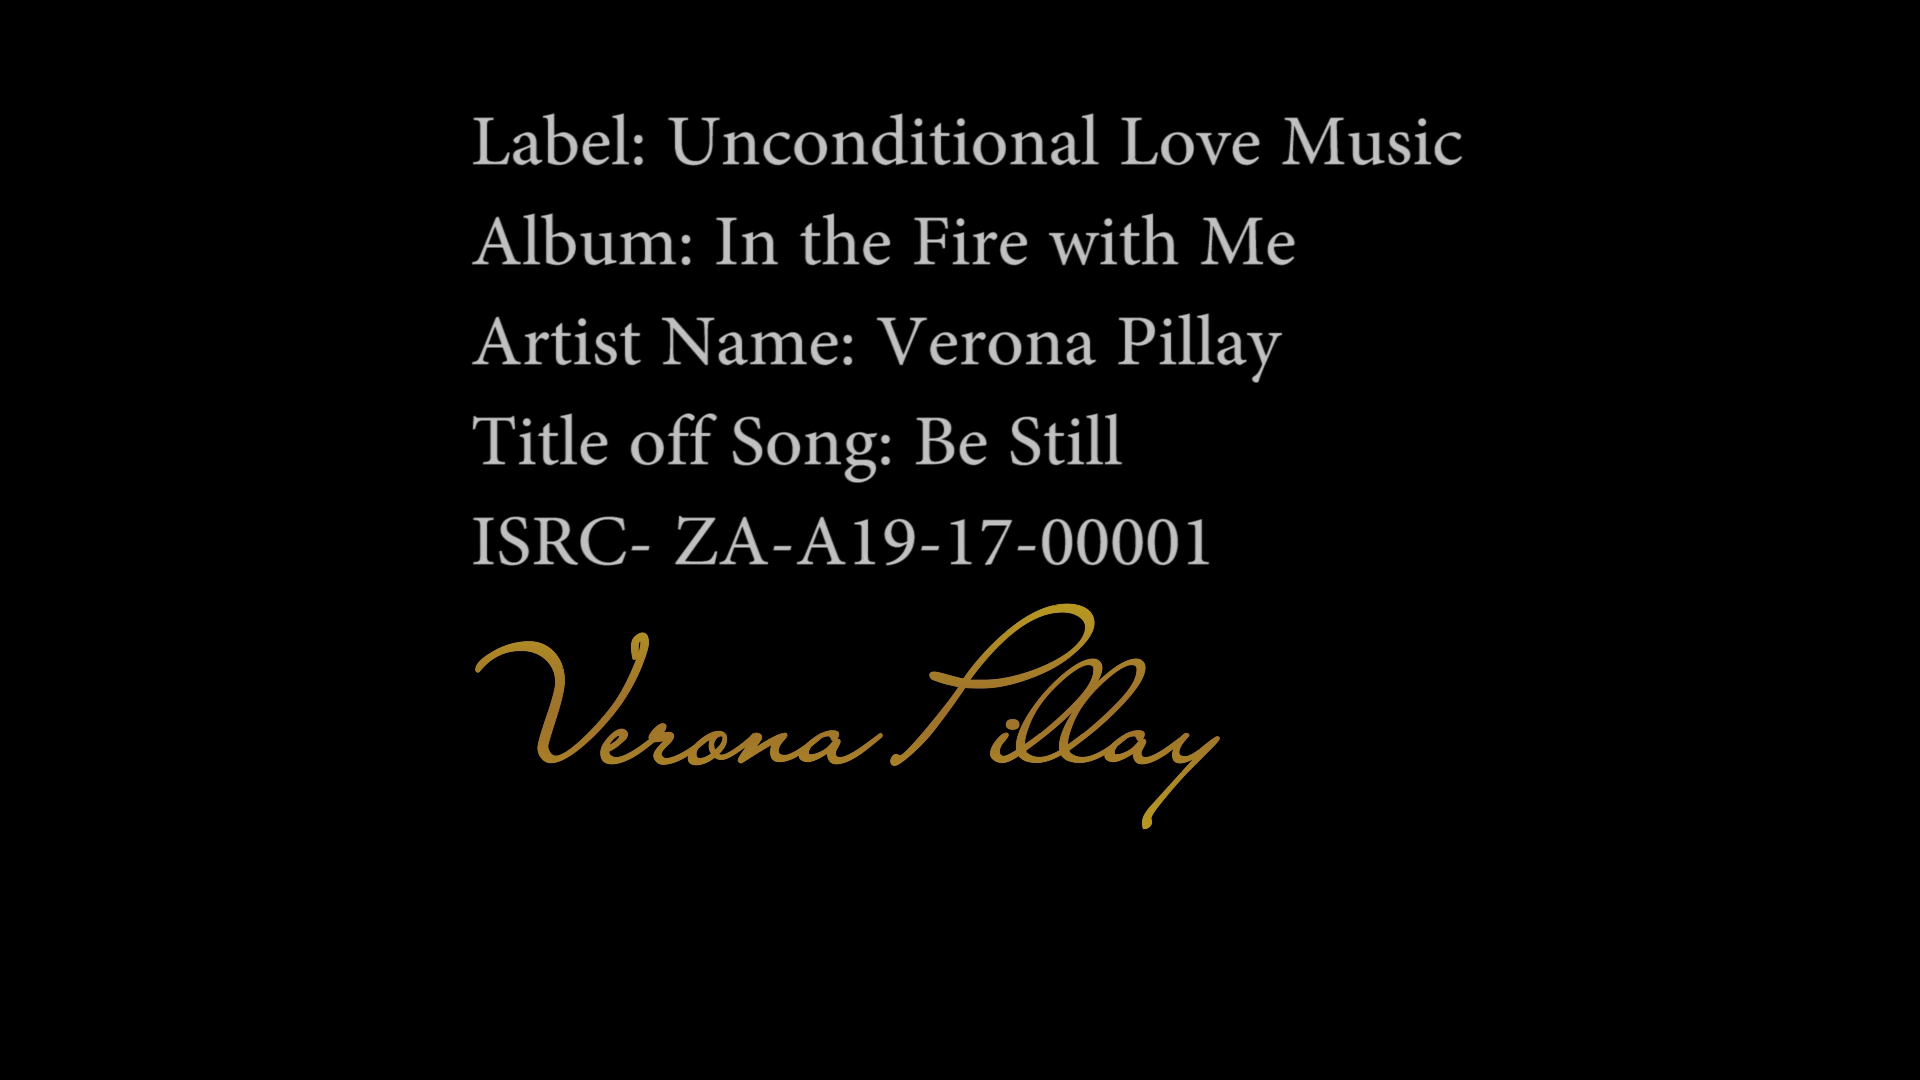 Label: Unconditional Love Music
Album: In the Fire with Me
Artist Name: Verona Pillay
Title off Song: Be Still
ISRC- ZA-A19-17-00001
Verona Pillay